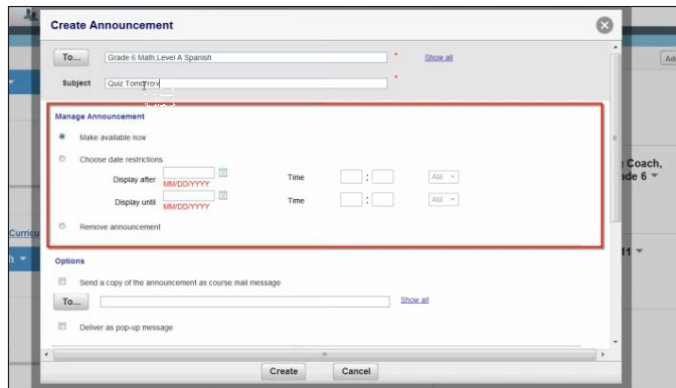 Create Announcement
To... Grade 6 Math,Level A Spanish * Show all
Ad
Subject Quiz Tomorrow *
Manage Announcement
Make available now
Choose date restrictions
Coach,
Display after Time : AM
ade 6
MM/DD/YYYY
Display until Time : AM
MM/DD/YYYY
Remove announcement
Curricu
11
Options
Send a copy of the announcement as course mail message
To... Show all
Deliver as pop-up message
Create Cancel